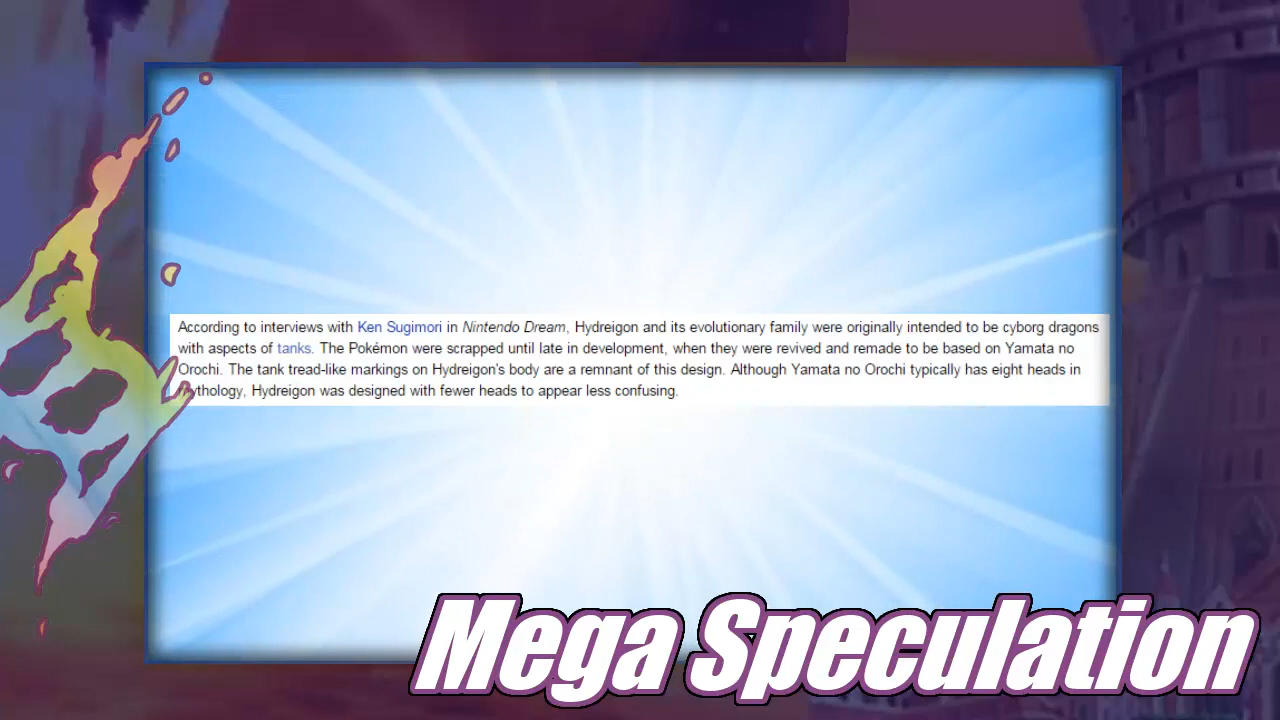 According to interviews with Ken Sugimori in Nintendo Dream, Hydreigon and its evolutionary family were originally intended to be cyborg dragons
with aspects of tanks. The Pokémon were scrapped until late in development, when they were revived and remade to be based on Yamata no
Orochi. The tank tread-like markings on Hydreigon's body are a remnant of this design. Although Yamata no Orochi typically has eight heads in
mythology, Hydreigon was designed with fewer heads to appear less confusing.
Mega Speculation